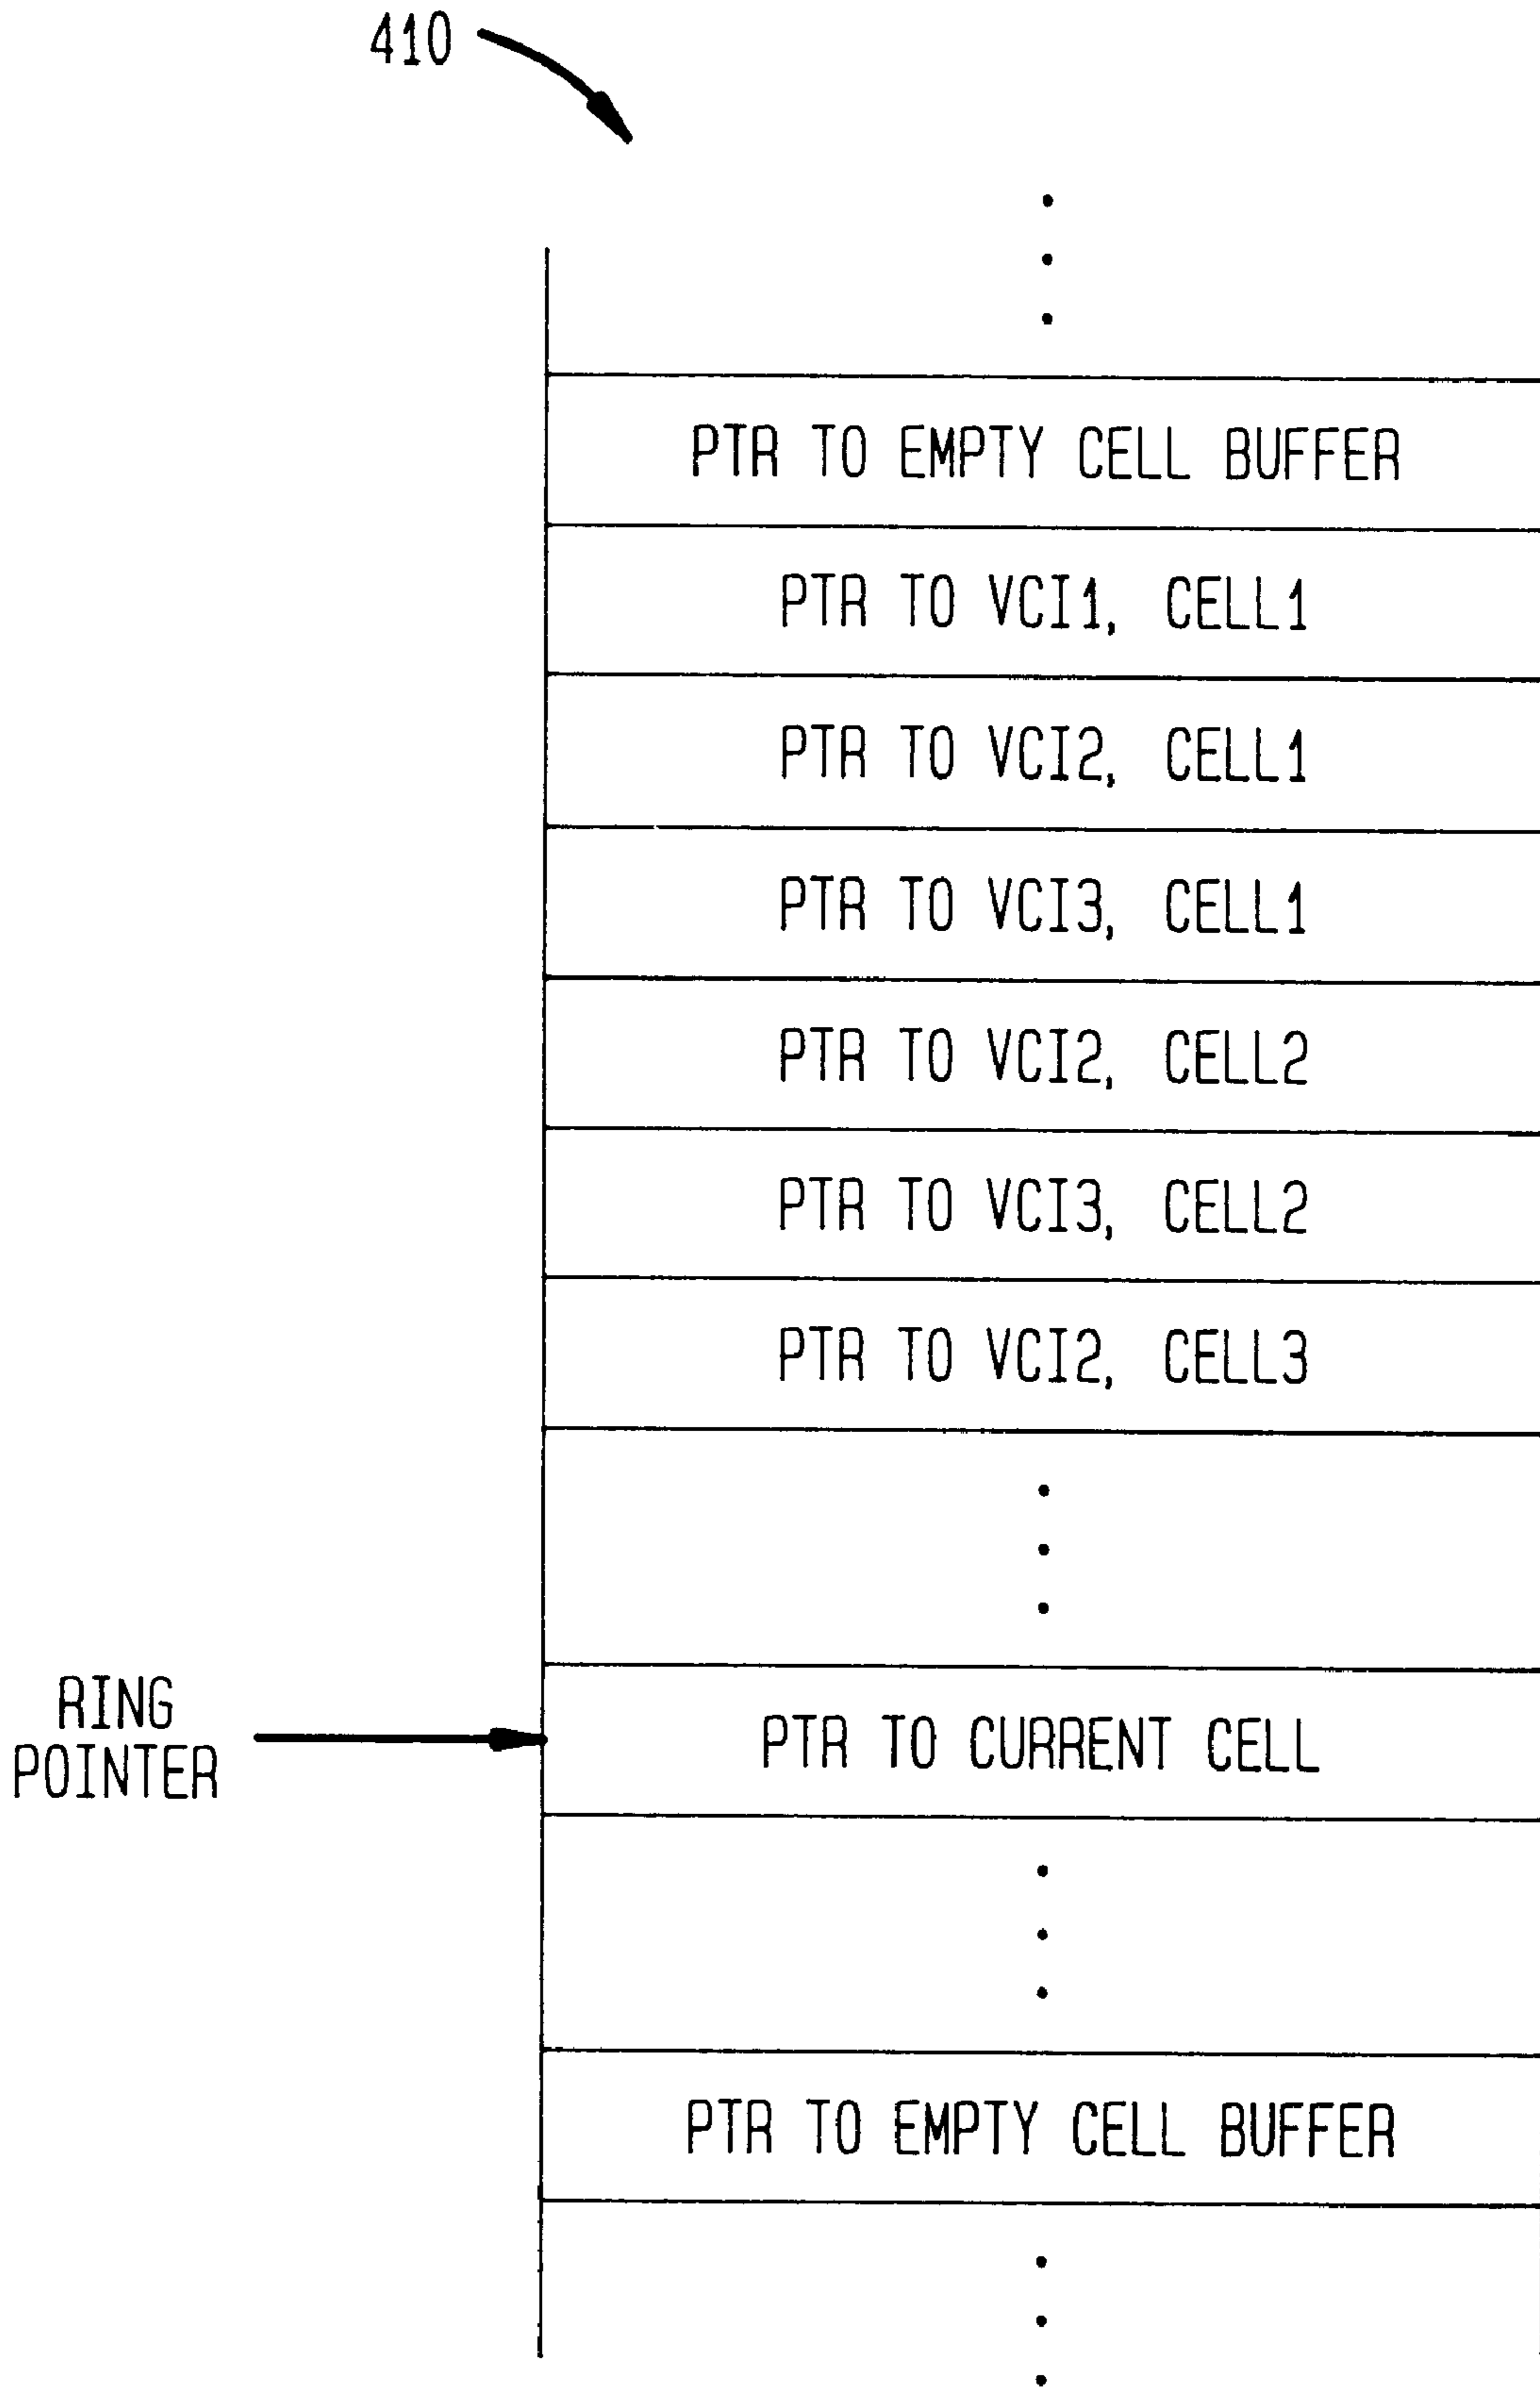 410
PTR TO EMPTY CELL BUFFER
PTR TO VCI1, CELL1
PTR TO VCI2, CELL1
PTR TO VCI3, CELL1
PTR TO VCI2, CELL2
PTR TO VCI3, CELL2
PTR TO VCI2, CELL3
RING
POINTER
PTR TO CURRENT CELL
PTR TO EMPTY CELL BUFFER